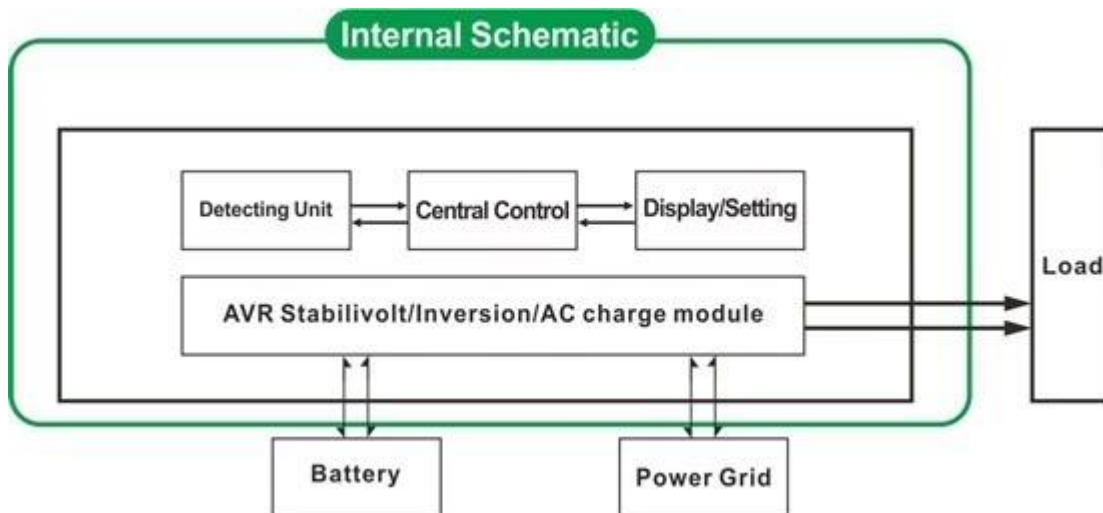 Internal Schematic
Detecting Unit
Central Control
Display/Setting
Load
AVR Stabilivolt/Inversion/AC charge module
Battery
Power Grid